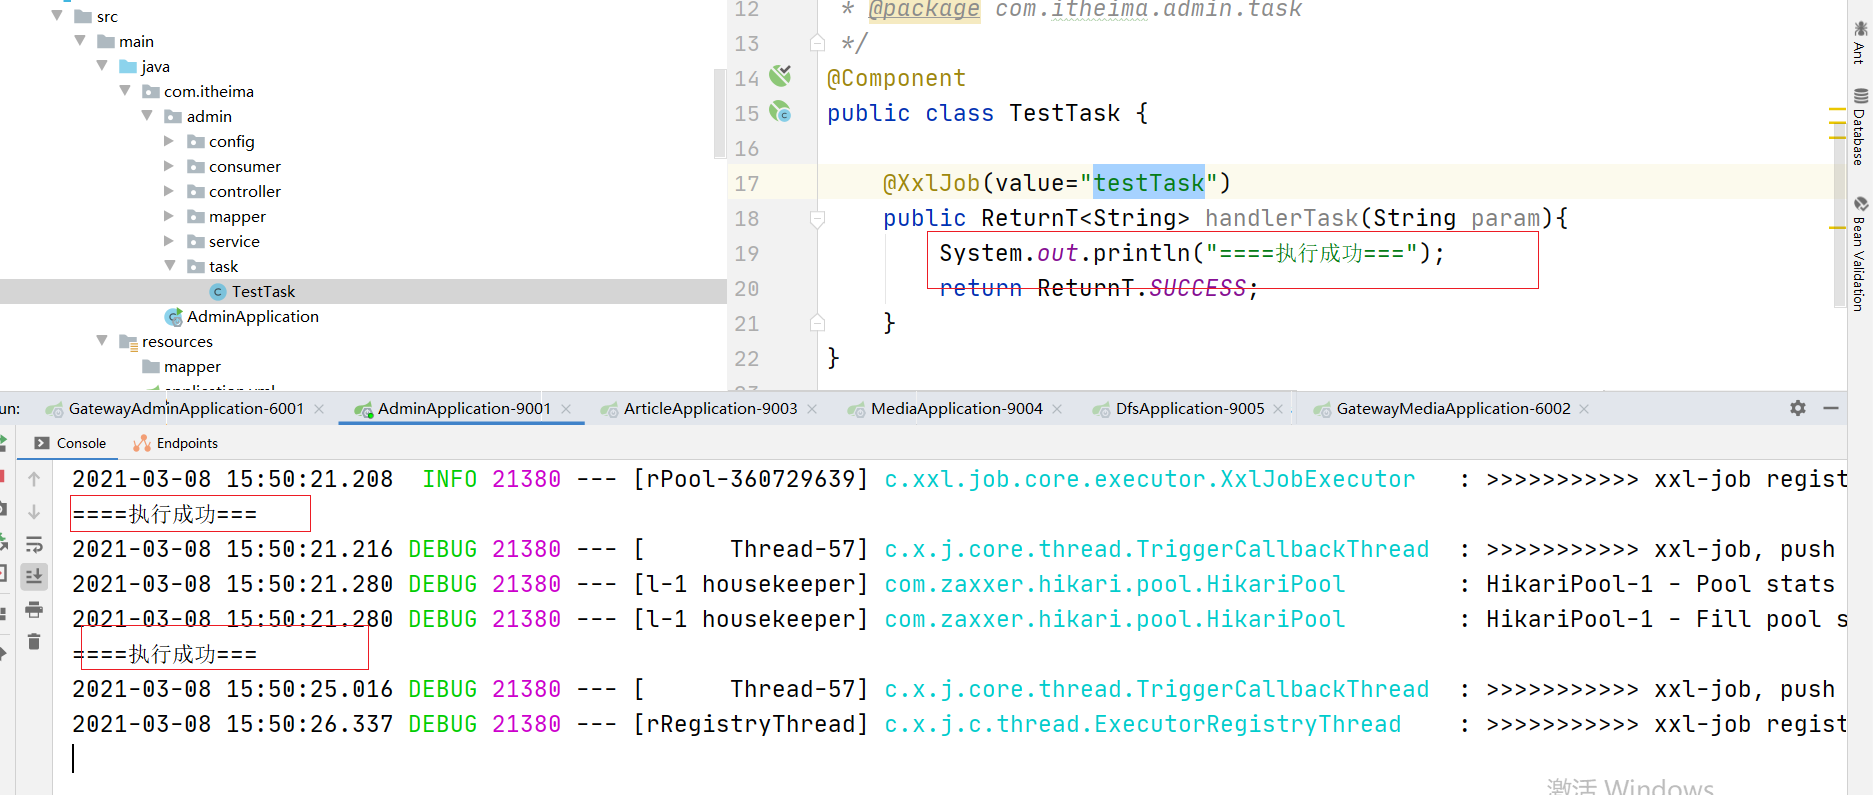 src
main
java
com.itheima
admin
config
consumer
controller
mapper
service
task
TestTask
AdminApplication
resources
mapper
12 * @package com.itheima.admin.task
13 */
14 @Component
15 public class TestTask {
16
17 @XxlJob(value="testTask")
18 public ReturnT<String> handlerTask(String param){
19 System.out.println("====执行成功===");
20 return ReturnT.SUCCESS;
21 }
22 }
Ant
Database
Bean Validation
un: GatewayAdminApplication-6001 AdminApplication-9001 ArticleApplication-9003 MediaApplication-9004 DfsApplication-9005 GatewayMediaApplication-6002
Console Endpoints
2021-03-08 15:50:21.208 INFO 21380 --- [rPool-360729639] c.xxl.job.core.executor.XxlJobExecutor : >>>>>>>>>>> xxl-job regist
====执行成功===
2021-03-08 15:50:21.216 DEBUG 21380 --- [ Thread-57] c.x.j.core.thread.TriggerCallbackThread : >>>>>>>>>>> xxl-job, push
2021-03-08 15:50:21.280 DEBUG 21380 --- [l-1 housekeeper] com.zaxxer.hikari.pool.HikariPool : HikariPool-1 - Pool stats
2021-03-08 15:50:21.280 DEBUG 21380 --- [l-1 housekeeper] com.zaxxer.hikari.pool.HikariPool : HikariPool-1 - Fill pool s
====执行成功===
2021-03-08 15:50:25.016 DEBUG 21380 --- [ Thread-57] c.x.j.core.thread.TriggerCallbackThread : >>>>>>>>>>> xxl-job, push
2021-03-08 15:50:26.337 DEBUG 21380 --- [rRegistryThread] c.x.j.c.thread.ExecutorRegistryThread : >>>>>>>>>>> xxl-job regist
激活 Windows